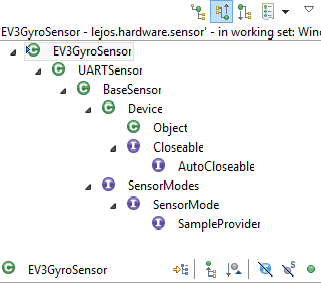 EV3GyroSensor - lejos.hardware.sensor' - in working set: Wind
EV3GyroSensor
UARTSensor
BaseSensor
Device
Object
Closeable
AutoCloseable
SensorModes
SensorMode
SampleProvider
EV3GyroSensor